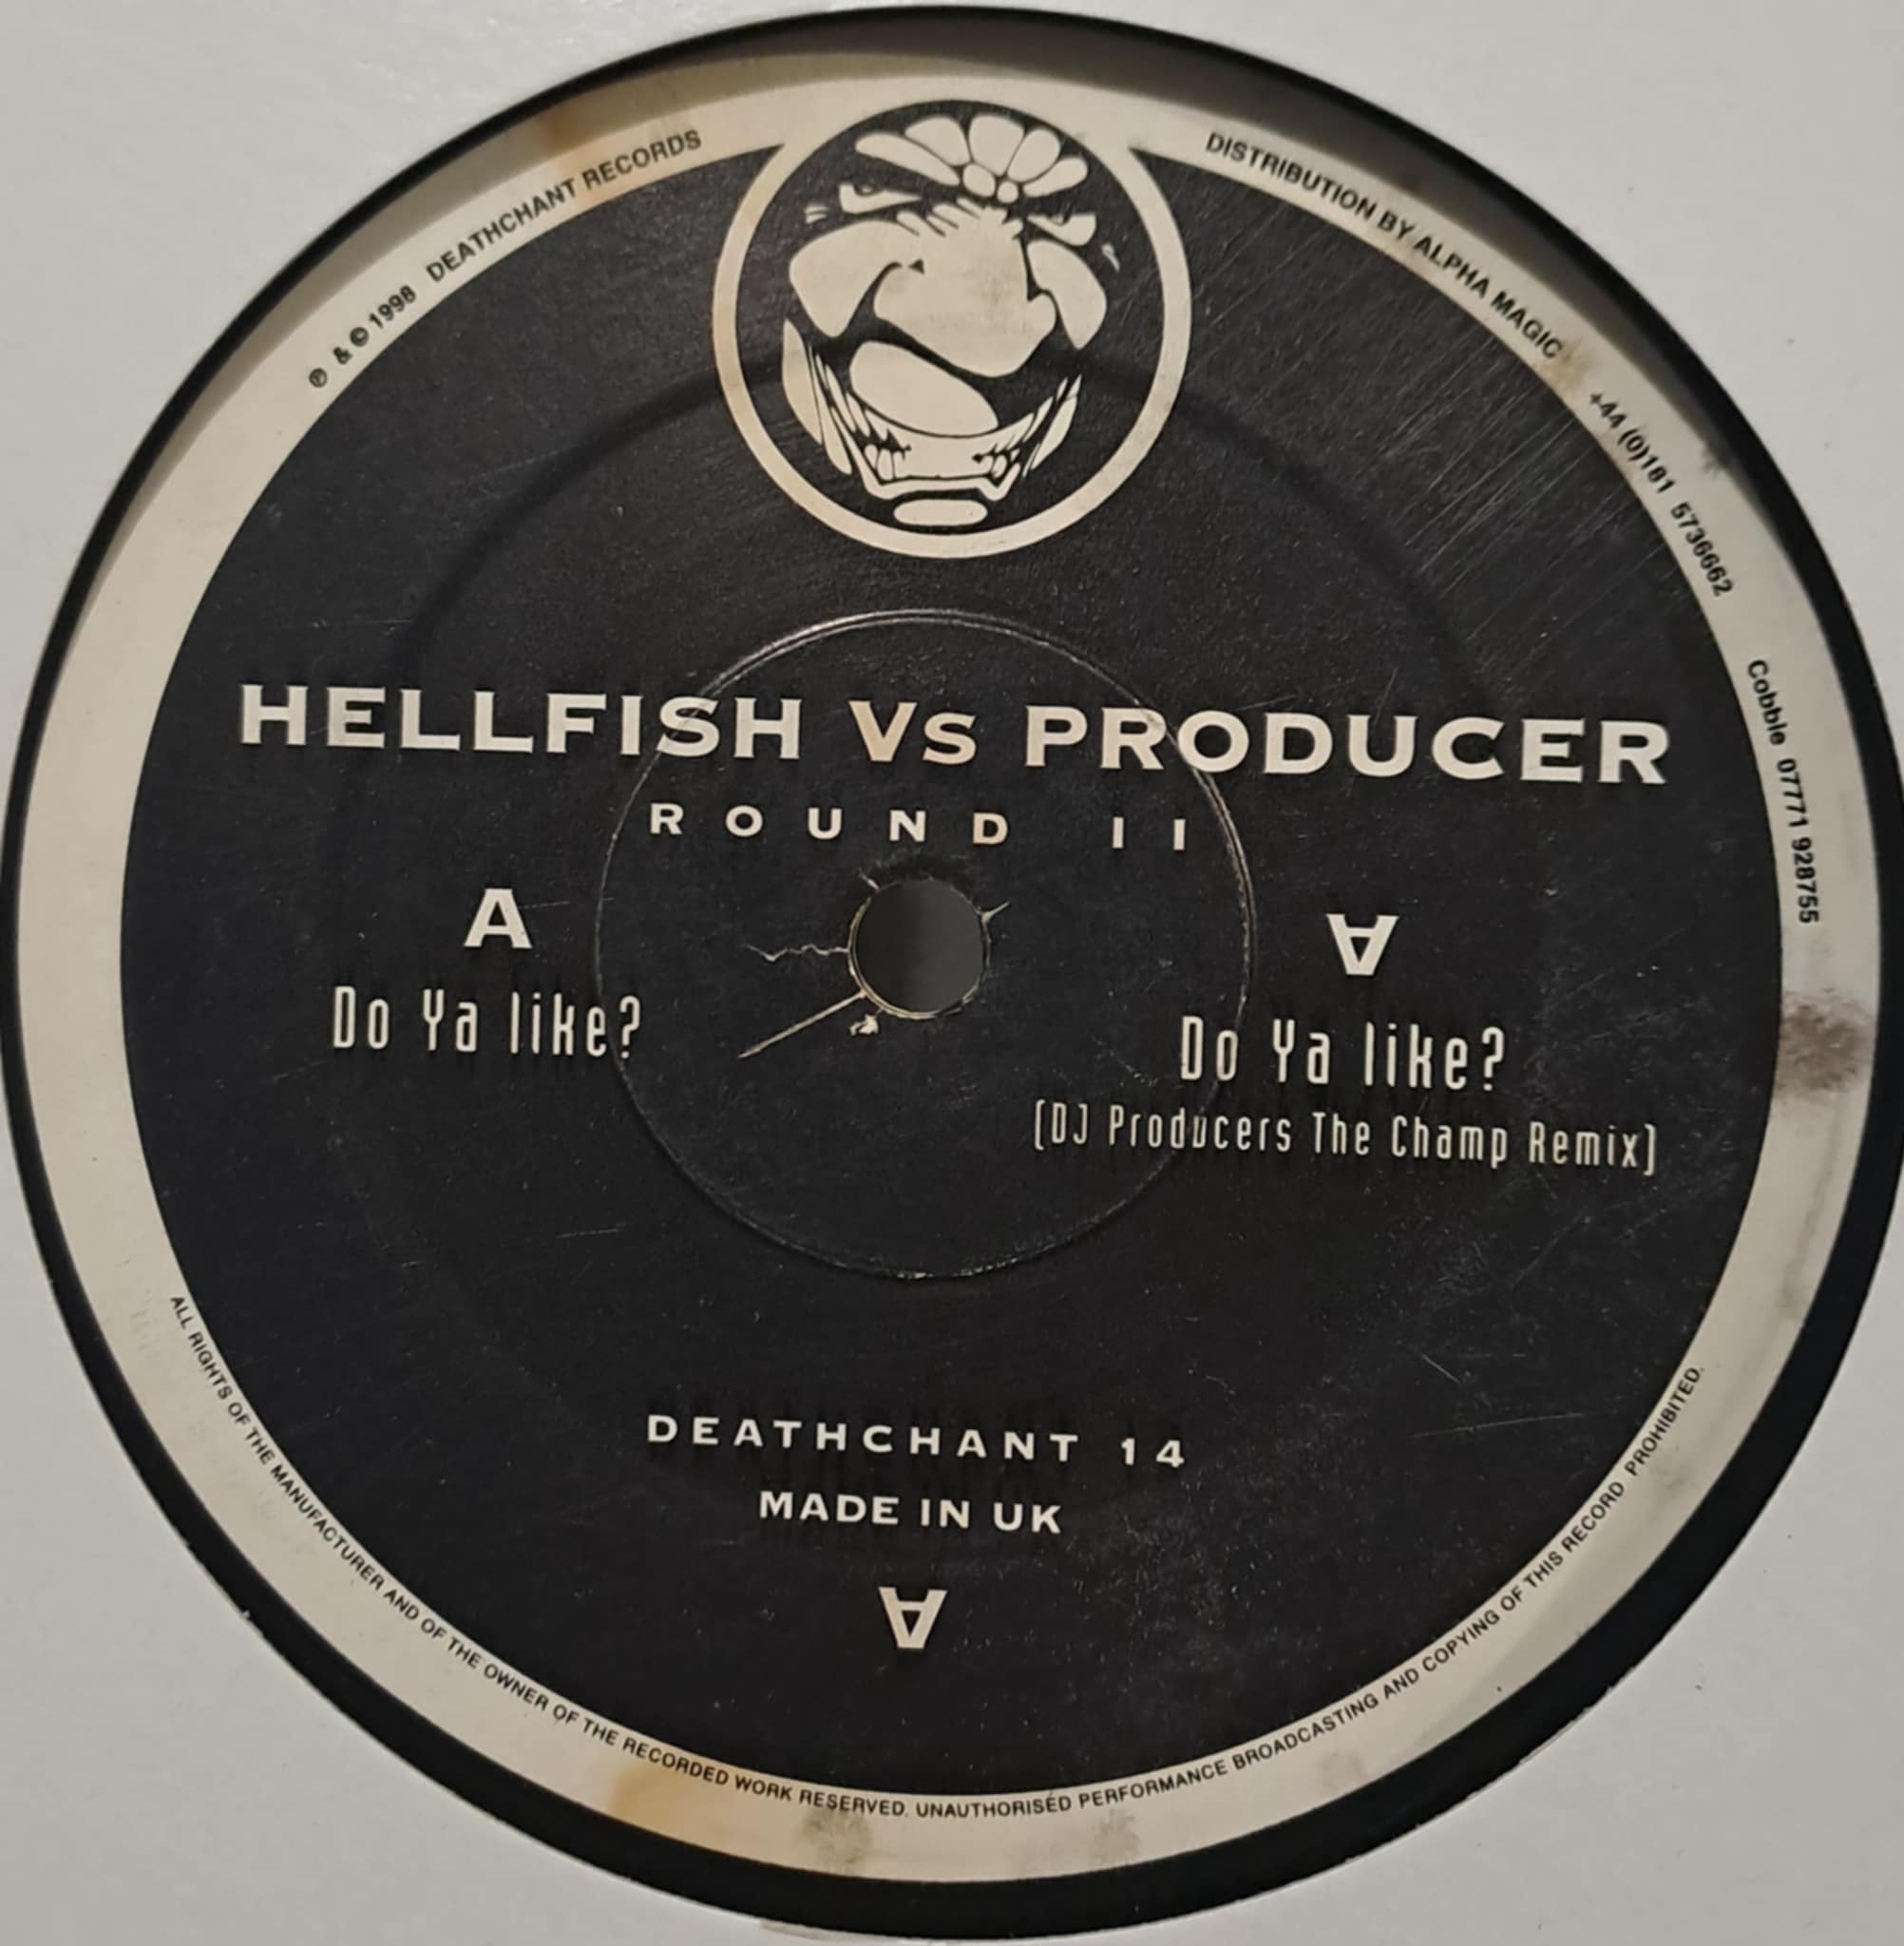 ℗ & © 1998 DEATHCHANT RECORDS
DISTRIBUTION BY ALPHA MAGIC +44 (0)181 5736662 Cobble 07771 928755
HELLFISH Vs PRODUCER
ROUND II
A
Do Ya like?
∀
Do Ya like?
(DJ Producers The Champ Remix)
DEATHCHANT 14
MADE IN UK
∀
ALL RIGHTS OF THE MANUFACTURER AND OF THE OWNER OF THE RECORDED WORK RESERVED. UNAUTHORISED PERFORMANCE BROADCASTING AND COPYING OF THIS RECORD PROHIBITED.